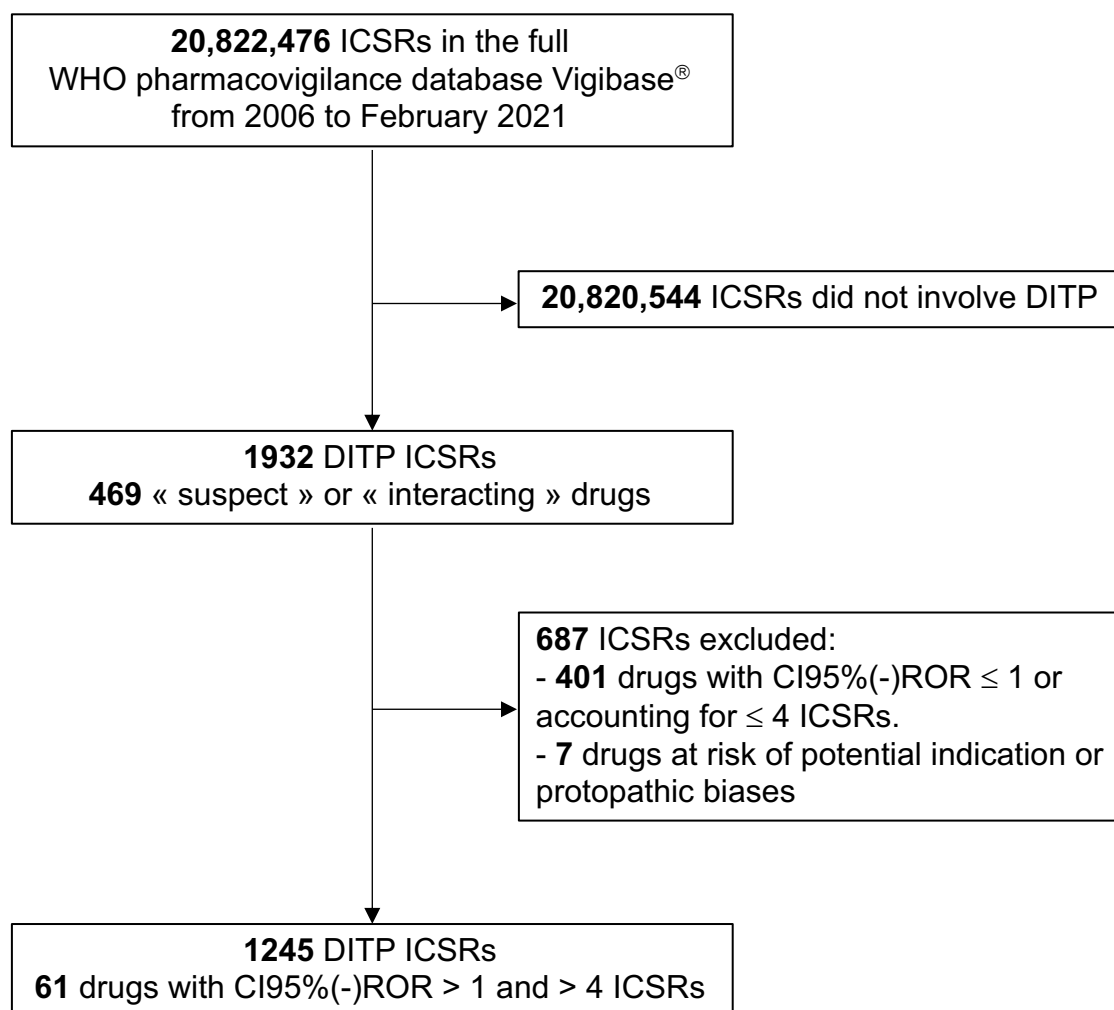 20,822,476 ICSRs in the full
WHO pharmacovigilance database Vigibase®
from 2006 to February 2021
20,820,544 ICSRs did not involve DITP
1932 DITP ICSRs
469 « suspect » or « interacting » drugs
687 ICSRs excluded:
- 401 drugs with CI95%(-)ROR ≤ 1 or
accounting for ≤ 4 ICSRs.
- 7 drugs at risk of potential indication or
protopathic biases
1245 DITP ICSRs
61 drugs with CI95%(-)ROR > 1 and > 4 ICSRs